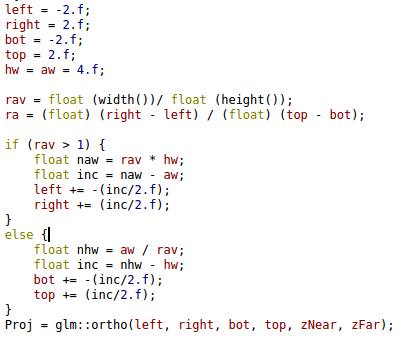 left = -2.f;
right = 2.f;
bot = -2.f;
top = 2.f;
hw = aw = 4.f;
rav = float (width())/ float (height());
ra = (float) (right - left) / (float) (top - bot);
if (rav > 1) {
float naw = rav * hw;
float inc = naw - aw;
left += -(inc/2.f);
right += (inc/2.f);
}
else {
float nhw = aw / rav;
float inc = nhw - hw;
bot += -(inc/2.f);
top += (inc/2.f);
}
Proj = glm::ortho(left, right, bot, top, zNear, zFar);